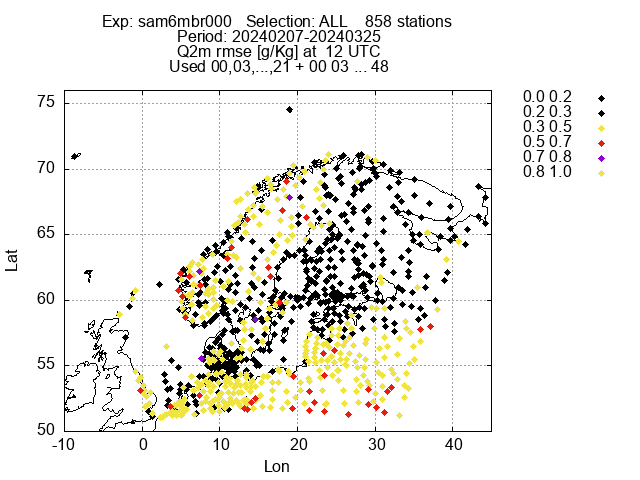 Exp: sam6mbr000 Selection: ALL 858 stations
Period: 20240207-20240325
Q2m rmse [g/Kg] at 12 UTC
Used 00,03,...,21 + 00 03 ... 48
0.0 0.2
0.2 0.3
0.3 0.5
0.5 0.7
0.7 0.8
0.8 1.0
75
70
65
60
55
50
Lat
-10 0 10 20 30 40
Lon